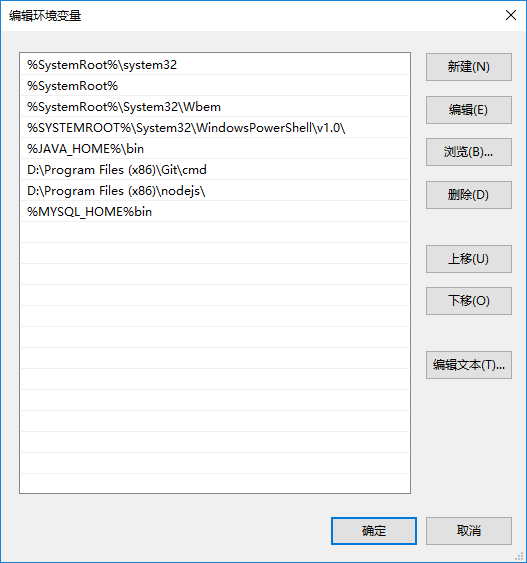 编辑环境变量
%SystemRoot%\system32
%SystemRoot%
%SystemRoot%\System32\Wbem
%SYSTEMROOT%\System32\WindowsPowerShell\v1.0\
%JAVA_HOME%\bin
D:\Program Files (x86)\Git\cmd
D:\Program Files (x86)\nodejs\
%MYSQL_HOME%bin
新建(N)
编辑(E)
浏览(B)...
删除(D)
上移(U)
下移(O)
编辑文本(T)...
确定
取消